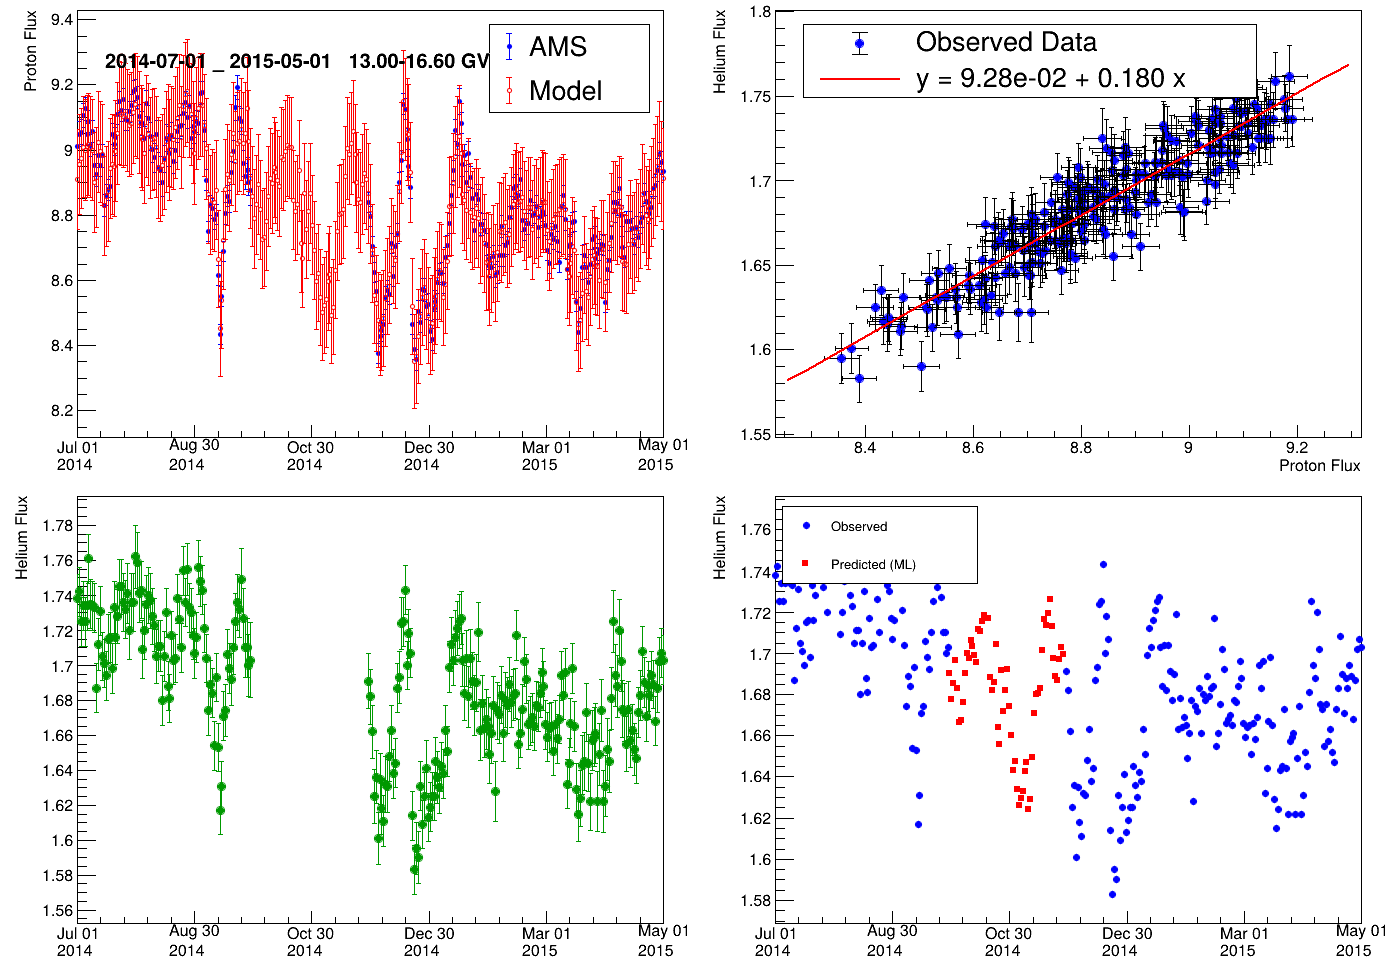 Proton Flux
9.4
9.2
9
8.8
8.6
8.4
8.2
2014-07-01 _ 2015-05-01 13.00-16.60 GV
AMS
Model
Jul 01
2014
Aug 30
2014
Oct 30
2014
Dec 30
2014
Mar 01
2015
May 01
2015
Helium Flux
1.8
1.75
1.7
1.65
1.6
1.55
Observed Data
y = 9.28e-02 + 0.180 x
8.4
8.6
8.8
9
9.2
Proton Flux
Helium Flux
1.78
1.76
1.74
1.72
1.7
1.68
1.66
1.64
1.62
1.6
1.58
1.56
Jul 01
2014
Aug 30
2014
Oct 30
2014
Dec 30
2014
Mar 01
2015
May 01
2015
Helium Flux
1.76
1.74
1.72
1.7
1.68
1.66
1.64
1.62
1.6
1.58
Observed
Predicted (ML)
Jul 01
2014
Aug 30
2014
Oct 30
2014
Dec 30
2014
Mar 01
2015
May 01
2015